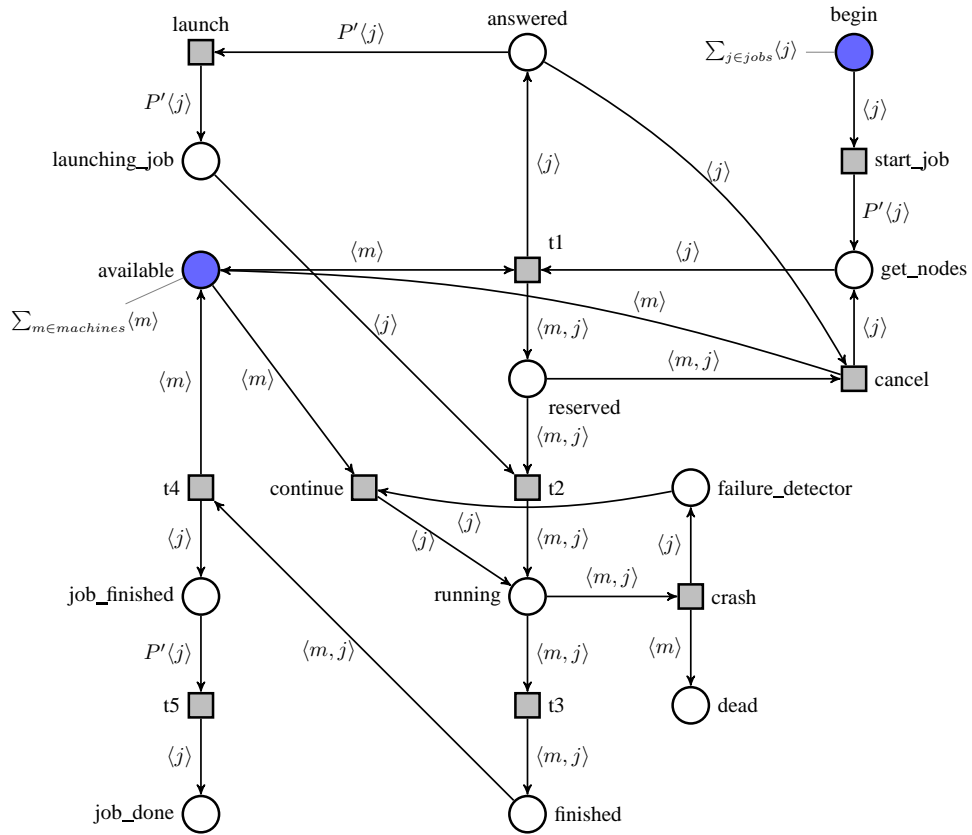 launch
answered
begin
P′⟨j⟩
∑j∈jobs⟨j⟩
P′⟨j⟩
⟨j⟩
launching_job
⟨j⟩
⟨j⟩
start_job
P′⟨j⟩
t1
available
⟨m⟩
⟨j⟩
get_nodes
∑m∈machines⟨m⟩
⟨j⟩
⟨m, j⟩
⟨m⟩
⟨j⟩
⟨m⟩
⟨m⟩
⟨m, j⟩
cancel
reserved
⟨m, j⟩
t4
continue
t2
failure_detector
⟨j⟩
⟨j⟩
⟨j⟩
⟨m, j⟩
⟨j⟩
job_finished
running
⟨m, j⟩
crash
P′⟨j⟩
⟨m, j⟩
⟨m, j⟩
⟨m⟩
t5
t3
dead
⟨j⟩
⟨m, j⟩
job_done
finished